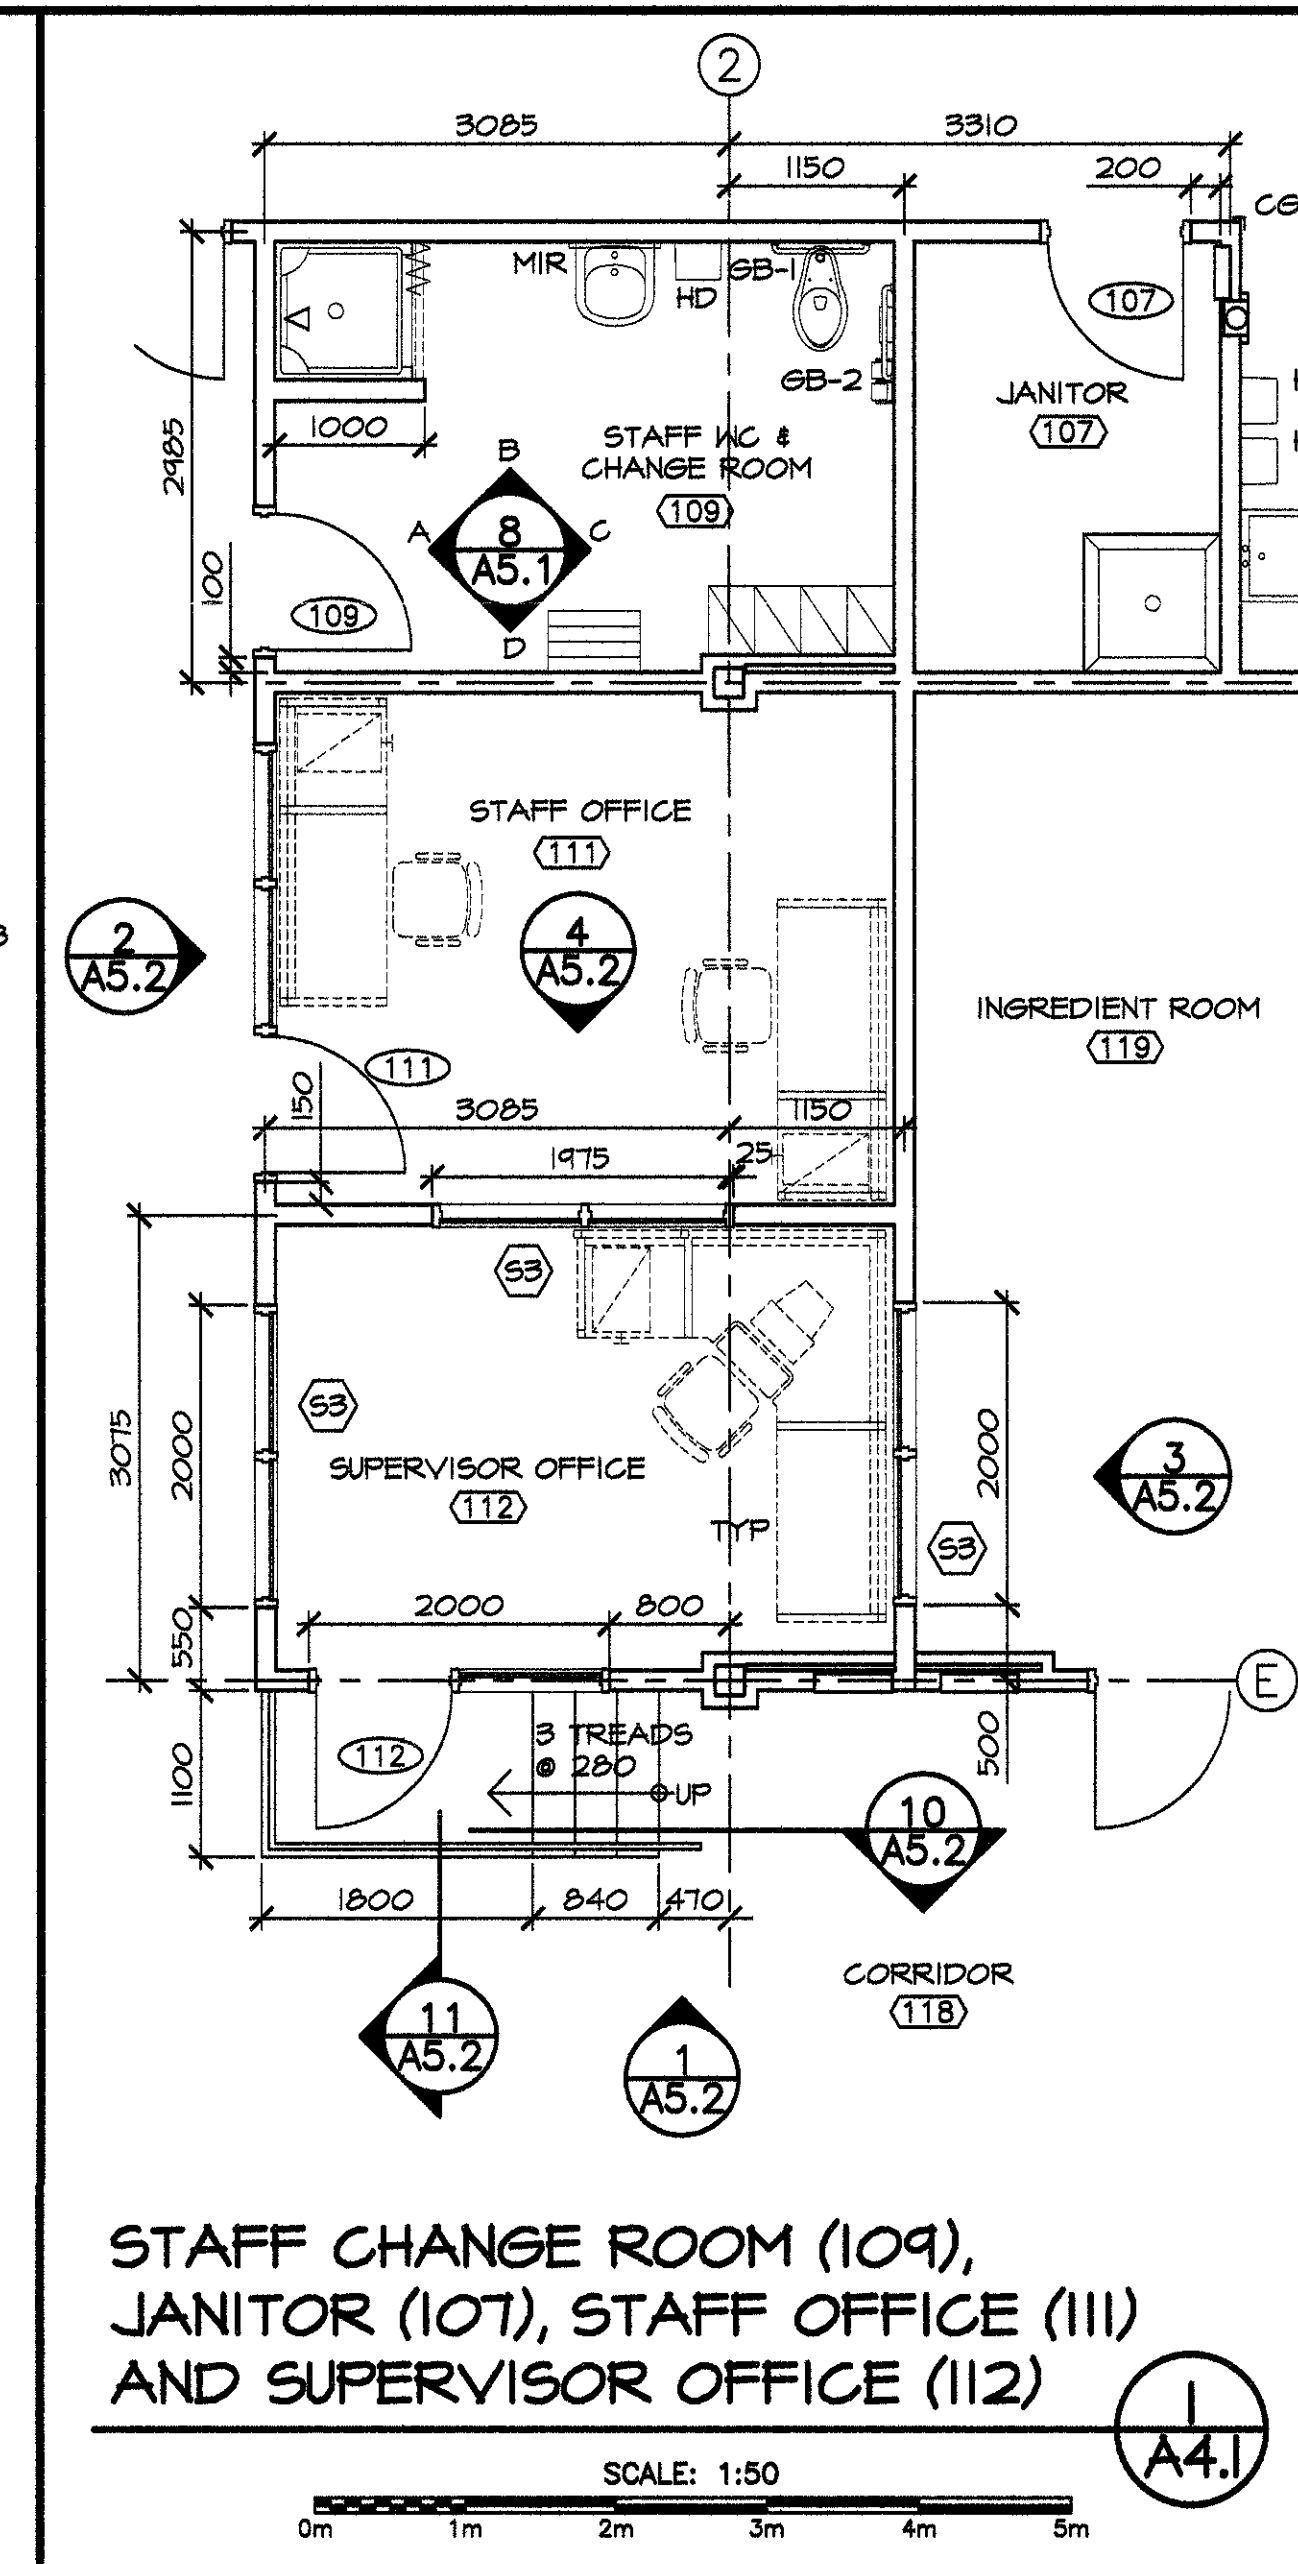 2
3085
3310
1150
200
MIR
GB-1
HD
GB-2
107
JANITOR
107
1000
STAFF WC &
CHANGE ROOM
109
2985
B
A
8
C
A5.1
D
100
109
STAFF OFFICE
111
2
A5.2
4
A5.2
INGREDIENT ROOM
119
111
150
3085
1150
1975
25
S3
S3
3075
2000
2000
SUPERVISOR OFFICE
112
TYP
3
A5.2
S3
550
2000
800
E
3 TREADS
@ 280
112
UP
1100
500
10
A5.2
1800
840
470
CORRIDOR
118
11
A5.2
1
A5.2
STAFF CHANGE ROOM (109),
JANITOR (107), STAFF OFFICE (111)
AND SUPERVISOR OFFICE (112)
1
A4.1
SCALE: 1:50
0m 1m 2m 3m 4m 5m